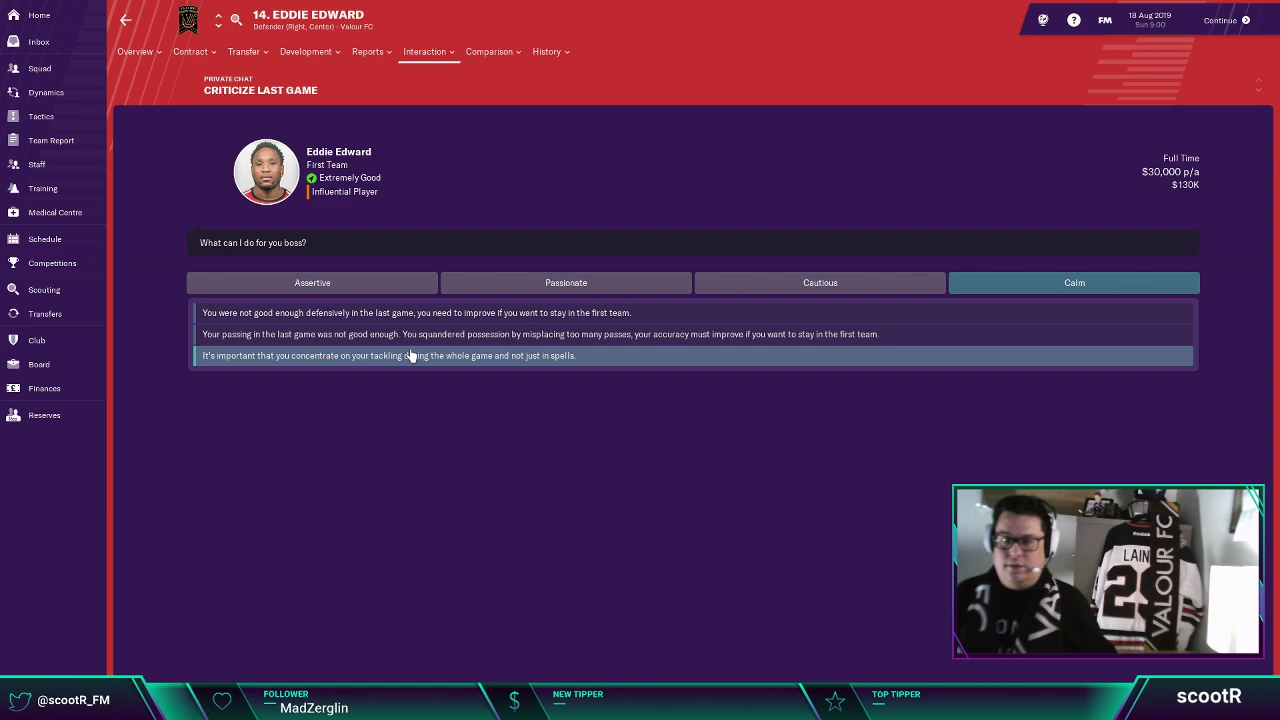 Home
Inbox
Squad
Dynamics
Tactics
Team Report
Staff
Training
Medical Centre
Schedule
Competitions
Scouting
Transfers
Club
Board
Finances
Reserves
14. EDDIE EDWARD
Defender (Right, Center) - Valour FC
?
FM
18 Aug 2019
Sun 9:00
Continue
Overview
Contract
Transfer
Development
Reports
Interaction
Comparison
History
PRIVATE CHAT
CRITICIZE LAST GAME
Eddie Edward
First Team
Extremely Good
Influential Player
Full Time
$30,000 p/a
$130K
What can I do for you boss?
Assertive
Passionate
Cautious
Calm
You were not good enough defensively in the last game, you need to improve if you want to stay in the first team.
Your passing in the last game was not good enough. You squandered possession by misplacing too many passes, your accuracy must improve if you want to stay in the first team.
It's important that you concentrate on your tackling during the whole game and not just in spells.
LAIN
2
VALOUR FC
VA
@scootR_FM
FOLLOWER
MadZerglin
$
NEW TIPPER
TOP TIPPER
scootR